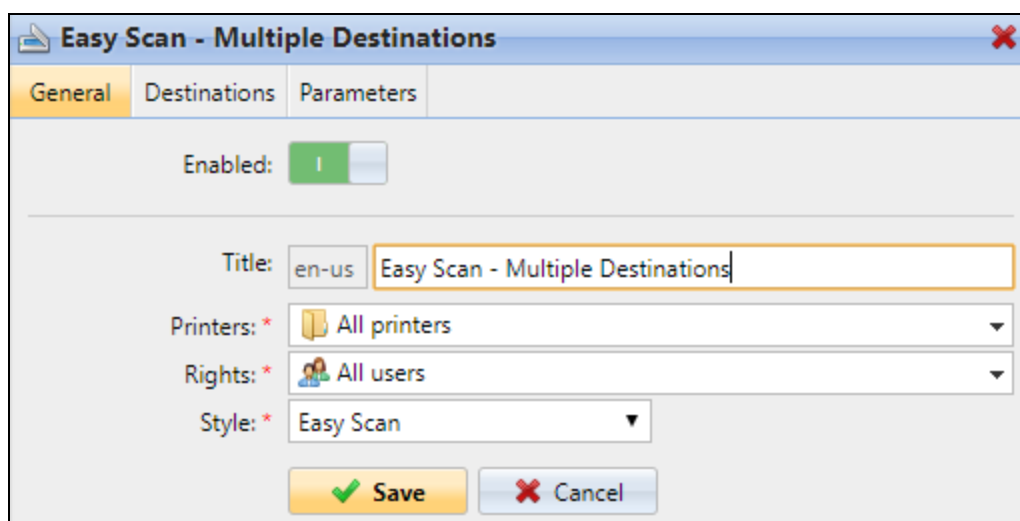 Easy Scan - Multiple Destinations
General Destinations Parameters
Enabled: I
Title: en-us Easy Scan - Multiple Destinations
Printers: * All printers
Rights: * All users
Style: * Easy Scan
Save Cancel